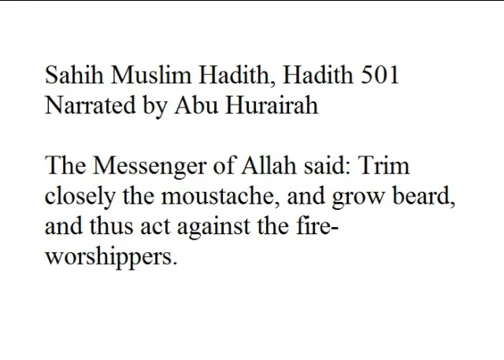 Sahih Muslim Hadith, Hadith 501
Narrated by Abu Hurairah
The Messenger of Allah said: Trim
closely the moustache, and grow beard,
and thus act against the fire-
worshippers.